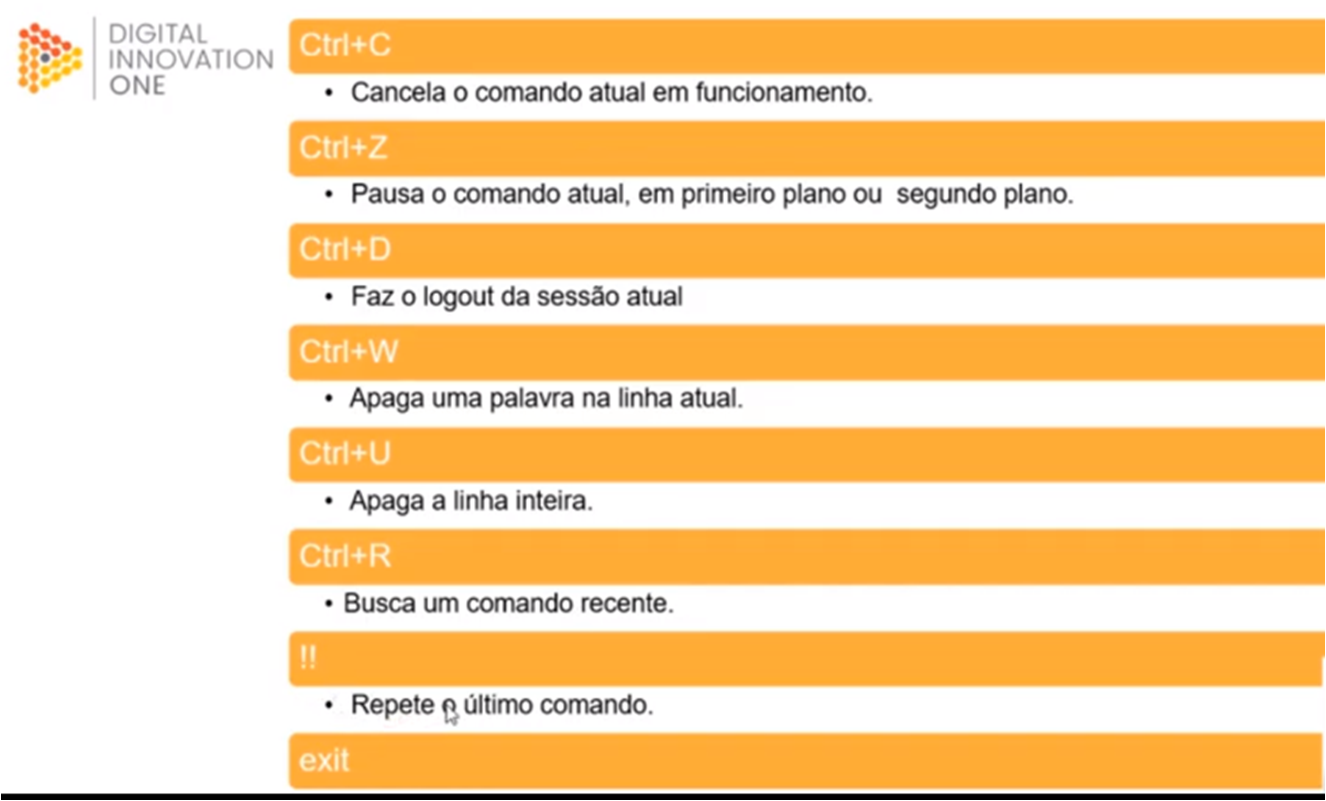 DIGITAL
INNOVATION
ONE
Ctrl+C
• Cancela o comando atual em funcionamento.
Ctrl+Z
• Pausa o comando atual, em primeiro plano ou segundo plano.
Ctrl+D
• Faz o logout da sessão atual
Ctrl+W
• Apaga uma palavra na linha atual.
Ctrl+U
• Apaga a linha inteira.
Ctrl+R
• Busca um comando recente.
!!
• Repete o último comando.
exit